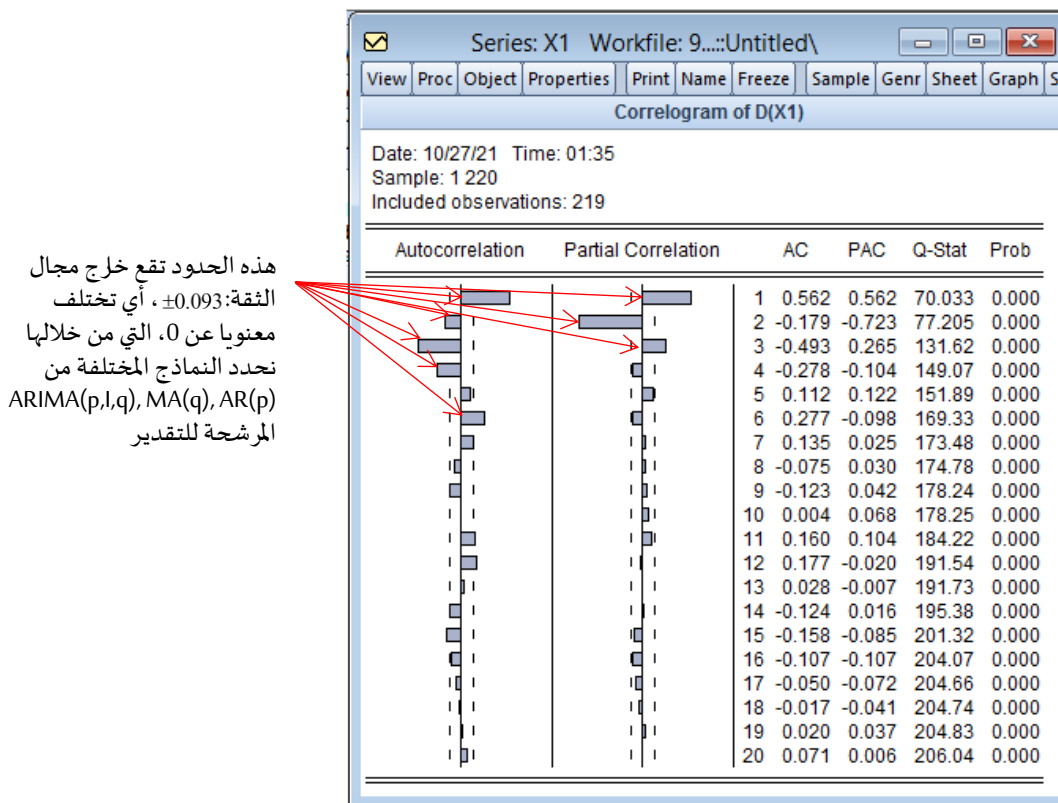 Series: X1 Workfile: 9...::Untitled\
View Proc Object Properties Print Name Freeze Sample Genr Sheet Graph S
Correlogram of D(X1)
Date: 10/27/21 Time: 01:35
Sample: 1 220
Included observations: 219
Autocorrelation Partial Correlation AC PAC Q-Stat Prob
1 0.562 0.562 70.033 0.000
2 -0.179 -0.723 77.205 0.000
3 -0.493 0.265 131.62 0.000
4 -0.278 -0.104 149.07 0.000
5 0.112 0.122 151.89 0.000
6 0.277 -0.098 169.33 0.000
7 0.135 0.025 173.48 0.000
8 -0.075 0.030 174.78 0.000
9 -0.123 0.042 178.24 0.000
10 0.004 0.068 178.25 0.000
11 0.160 0.104 184.22 0.000
12 0.177 -0.020 191.54 0.000
13 0.028 -0.007 191.73 0.000
14 -0.124 0.016 195.38 0.000
15 -0.158 -0.085 201.32 0.000
16 -0.107 -0.107 204.07 0.000
17 -0.050 -0.072 204.66 0.000
18 -0.017 -0.041 204.74 0.000
19 0.020 0.037 204.83 0.000
20 0.071 0.006 206.04 0.000
هذه الحدود تقع خارج مجال
الثقة: ±0.093، أي تختلف
معنويا عن 0، التي من خلالها
نحدد النماذج المختلفة من
ARIMA(p,I,q), MA(q), AR(p)
المرشحة للتقدير